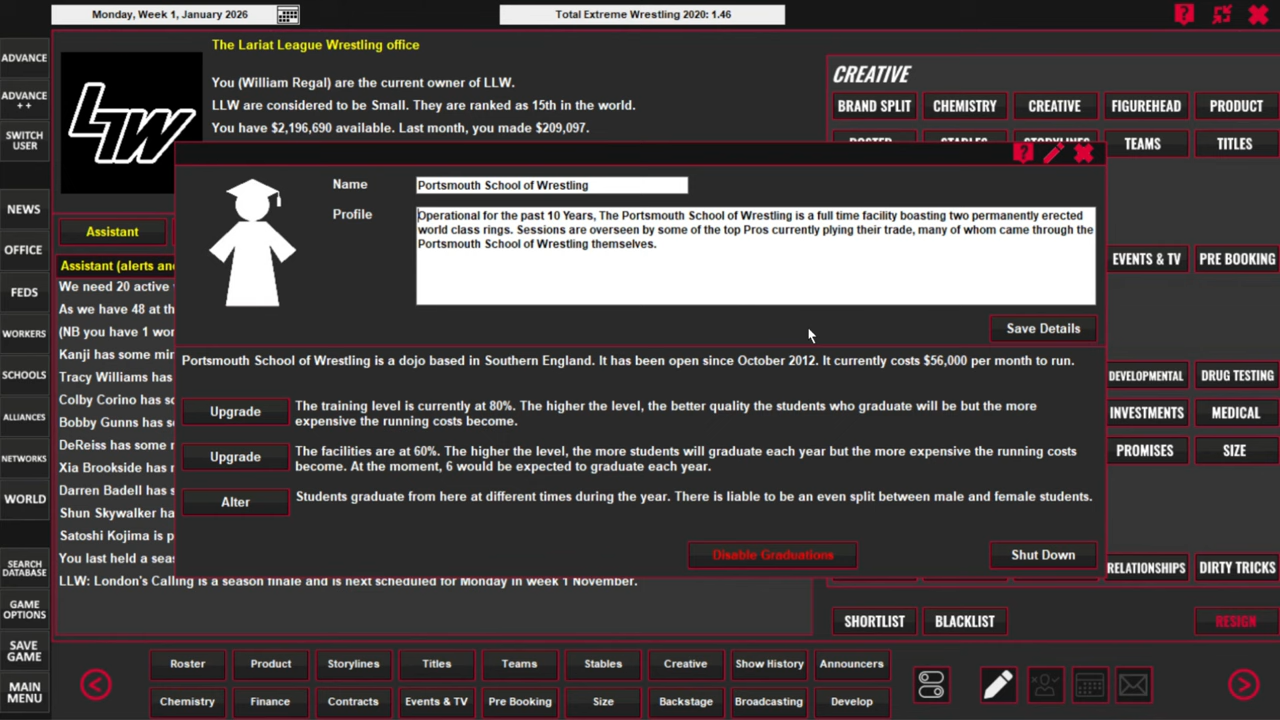 Monday, Week 1, January 2026
Total Extreme Wrestling 2020: 1.46
ADVANCE
ADVANCE
++
SWITCH
USER
NEWS
OFFICE
FEDS
WORKERS
SCHOOLS
ALLIANCES
NETWORKS
WORLD
SEARCH
DATABASE
GAME
OPTIONS
SAVE
GAME
MAIN
MENU
LLW
The Lariat League Wrestling office
You (William Regal) are the current owner of LLW.
LLW are considered to be Small. They are ranked as 15th in the world.
You have $2,196,690 available. Last month, you made $209,097.
CREATIVE
BRAND SPLIT
CHEMISTRY
CREATIVE
FIGUREHEAD
PRODUCT
ROSTER
STABLES
STORYLINES
TEAMS
TITLES
Assistant
Assistant (alerts an
We need 20 active
As we have 48 at th
(NB you have 1 wor
Kanji has some mi
Tracy Williams has
Colby Corino has s
Bobby Gunns has s
DeReiss has some
Xia Brookside has
Darren Badell has s
Shun Skywalker ha
Satoshi Kojima is p
You last held a sea
LLW: London's Calling is a season finale and is next scheduled for Monday in week 1 November.
Name
Portsmouth School of Wrestling
Profile
Operational for the past 10 Years, The Portsmouth School of Wrestling is a full time facility boasting two permanently erected
world class rings. Sessions are overseen by some of the top Pros currently plying their trade, many of whom came through the
Portsmouth School of Wrestling themselves.
Save Details
Portsmouth School of Wrestling is a dojo based in Southern England. It has been open since October 2012. It currently costs $56,000 per month to run.
Upgrade
The training level is currently at 80%. The higher the level, the better quality the students who graduate will be but the more
expensive the running costs become.
Upgrade
The facilities are at 60%. The higher the level, the more students will graduate each year but the more expensive the running costs
become. At the moment, 6 would be expected to graduate each year.
Alter
Students graduate from here at different times during the year. There is liable to be an even split between male and female students.
Disable Graduations
Shut Down
EVENTS & TV
PRE BOOKING
DEVELOPMENTAL
DRUG TESTING
INVESTMENTS
MEDICAL
PROMISES
SIZE
RELATIONSHIPS
DIRTY TRICKS
SHORTLIST
BLACKLIST
RESIGN
Roster
Product
Storylines
Titles
Teams
Stables
Creative
Show History
Announcers
Chemistry
Finance
Contracts
Events & TV
Pre Booking
Size
Backstage
Broadcasting
Develop